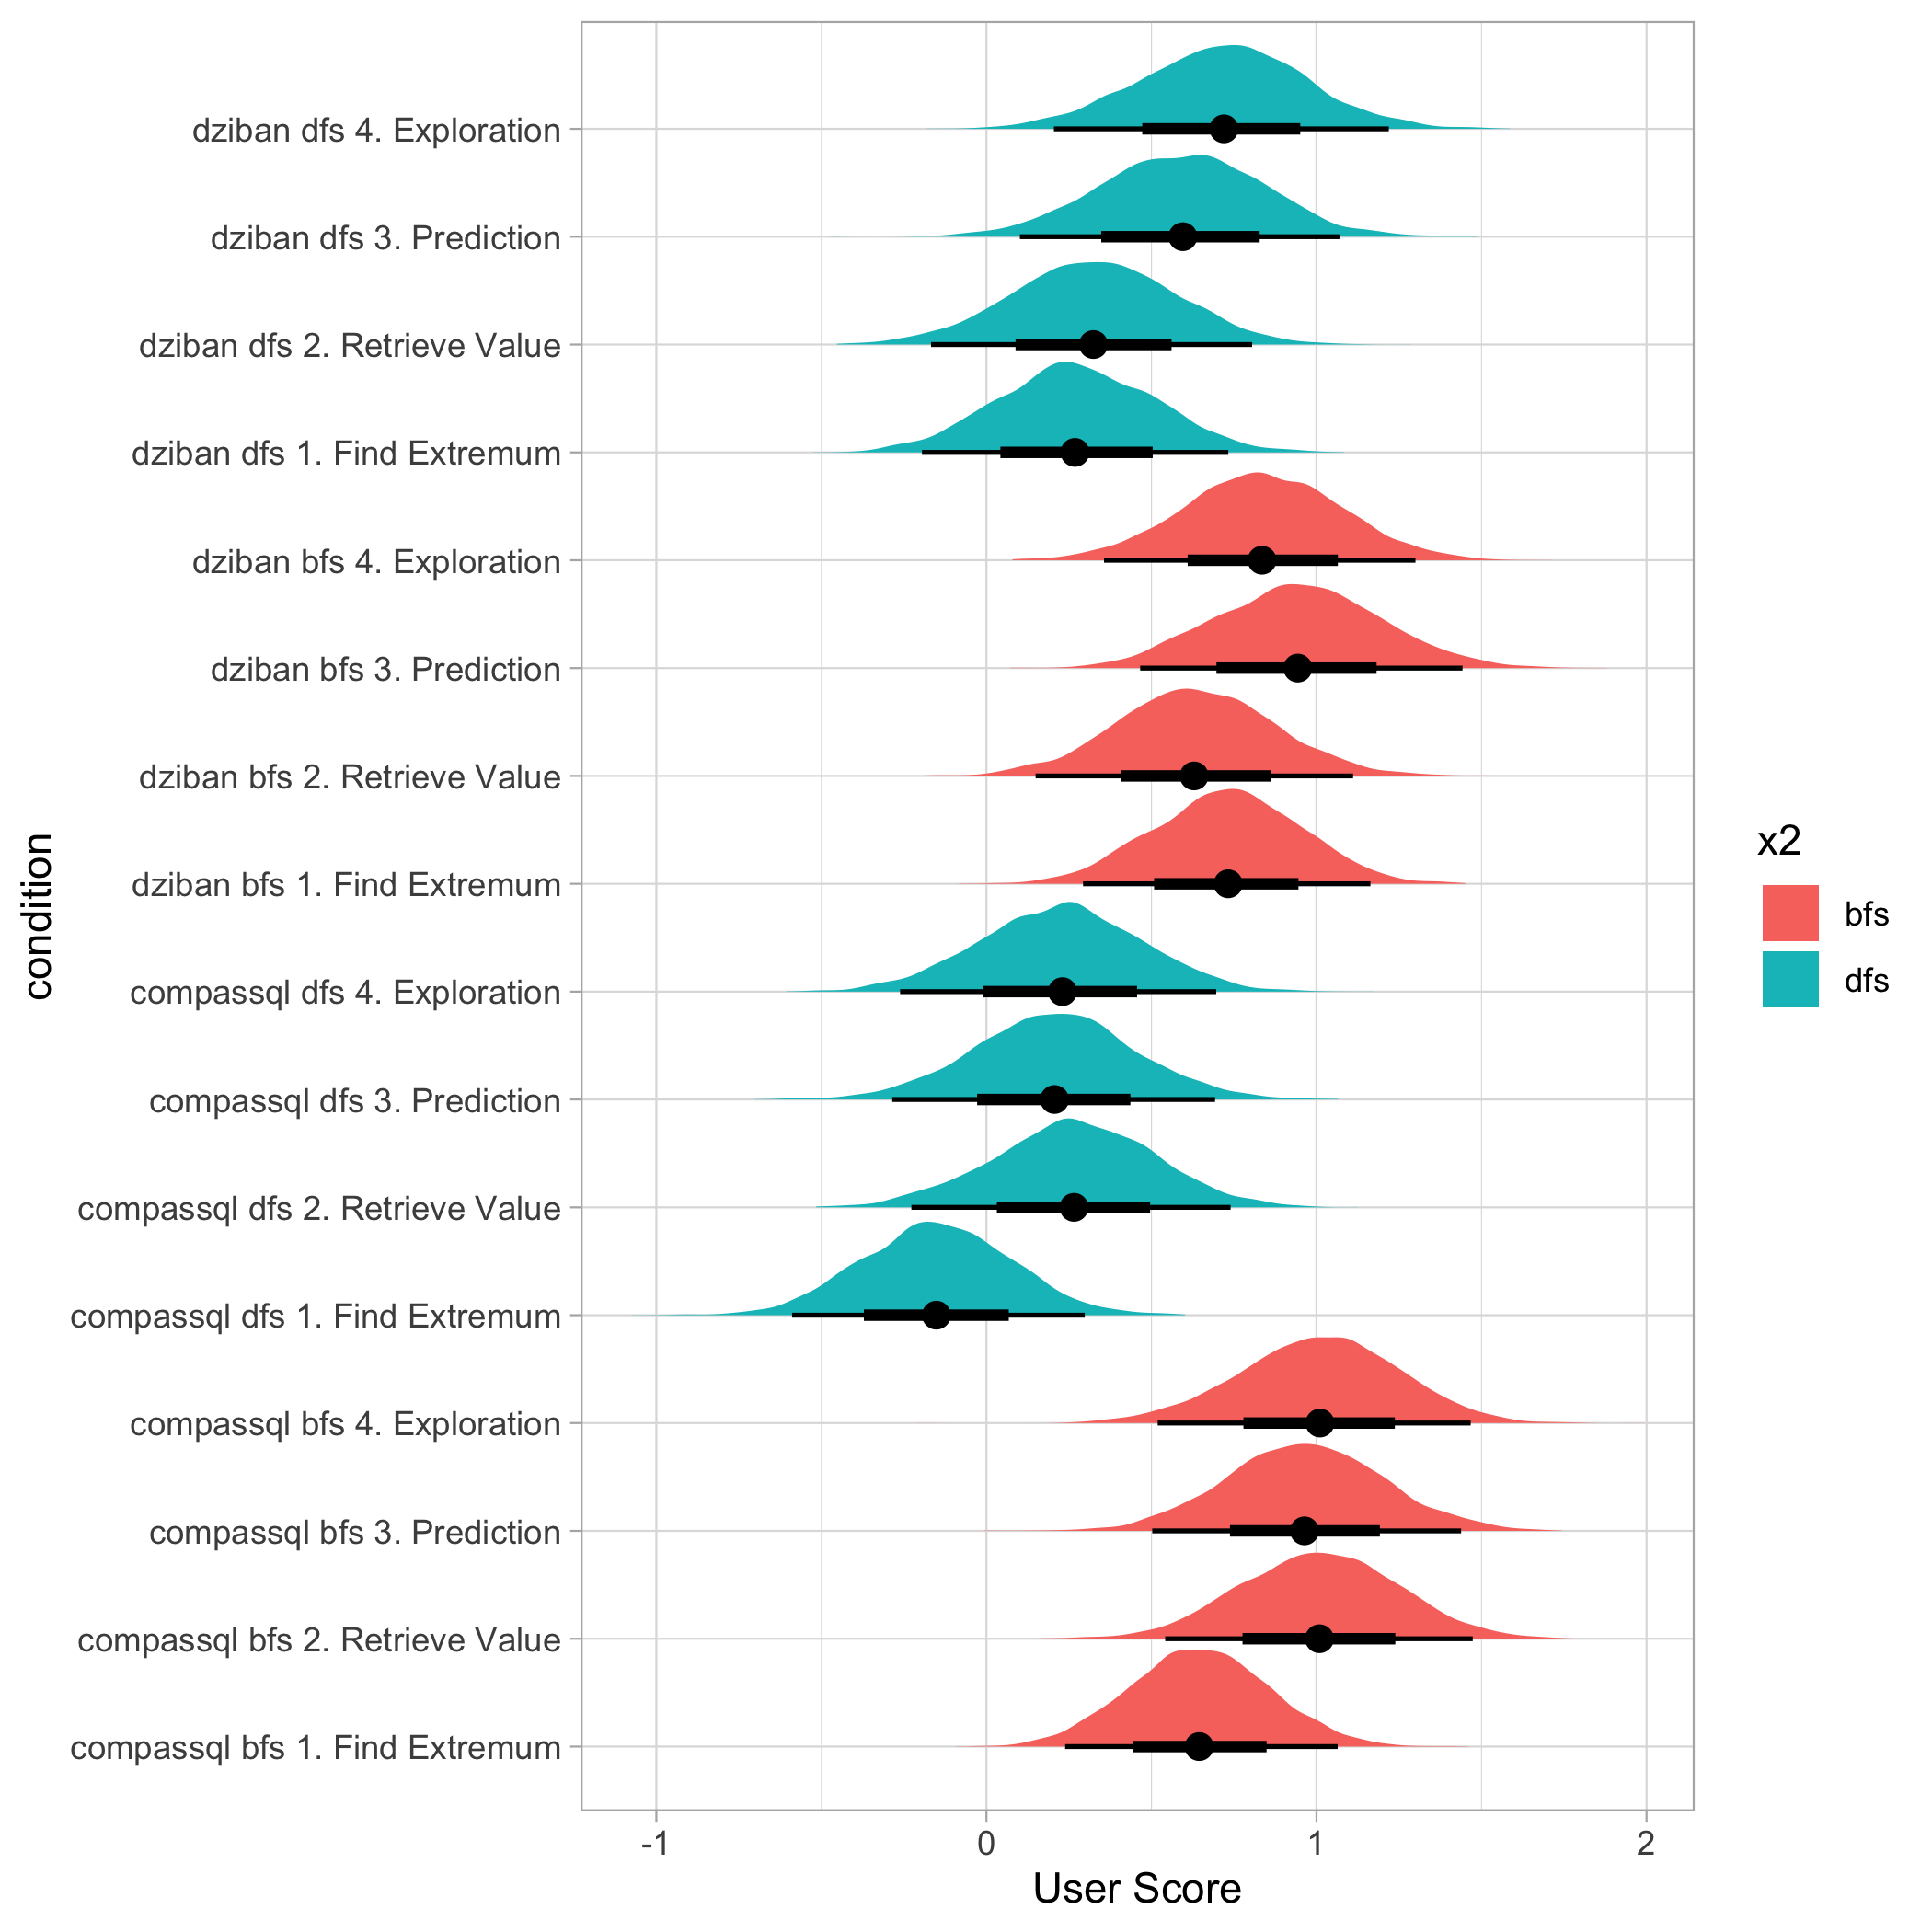 dziban dfs 4. Exploration
dziban dfs 3. Prediction
dziban dfs 2. Retrieve Value
dziban dfs 1. Find Extremum
dziban bfs 4. Exploration
dziban bfs 3. Prediction
dziban bfs 2. Retrieve Value
dziban bfs 1. Find Extremum
compassql dfs 4. Exploration
compassql dfs 3. Prediction
compassql dfs 2. Retrieve Value
compassql dfs 1. Find Extremum
compassql bfs 4. Exploration
compassql bfs 3. Prediction
compassql bfs 2. Retrieve Value
compassql bfs 1. Find Extremum
condition
-1 0 1 2
User Score
x2
bfs
dfs